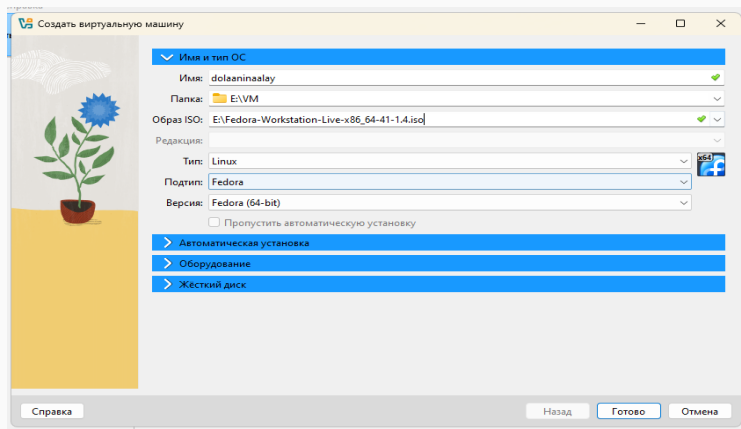 Создать виртуальную машину
Имя и тип ОС
Имя: dolaaninaalay
Папка: E:\VM
Образ ISO: E:\Fedora-Workstation-Live-x86_64-41-1.4.iso
Редакция:
Тип: Linux
x64
Подтип: Fedora
Версия: Fedora (64-bit)
Пропустить автоматическую установку
Автоматическая установка
Оборудование
Жёсткий диск
Справка Назад Готово Отмена